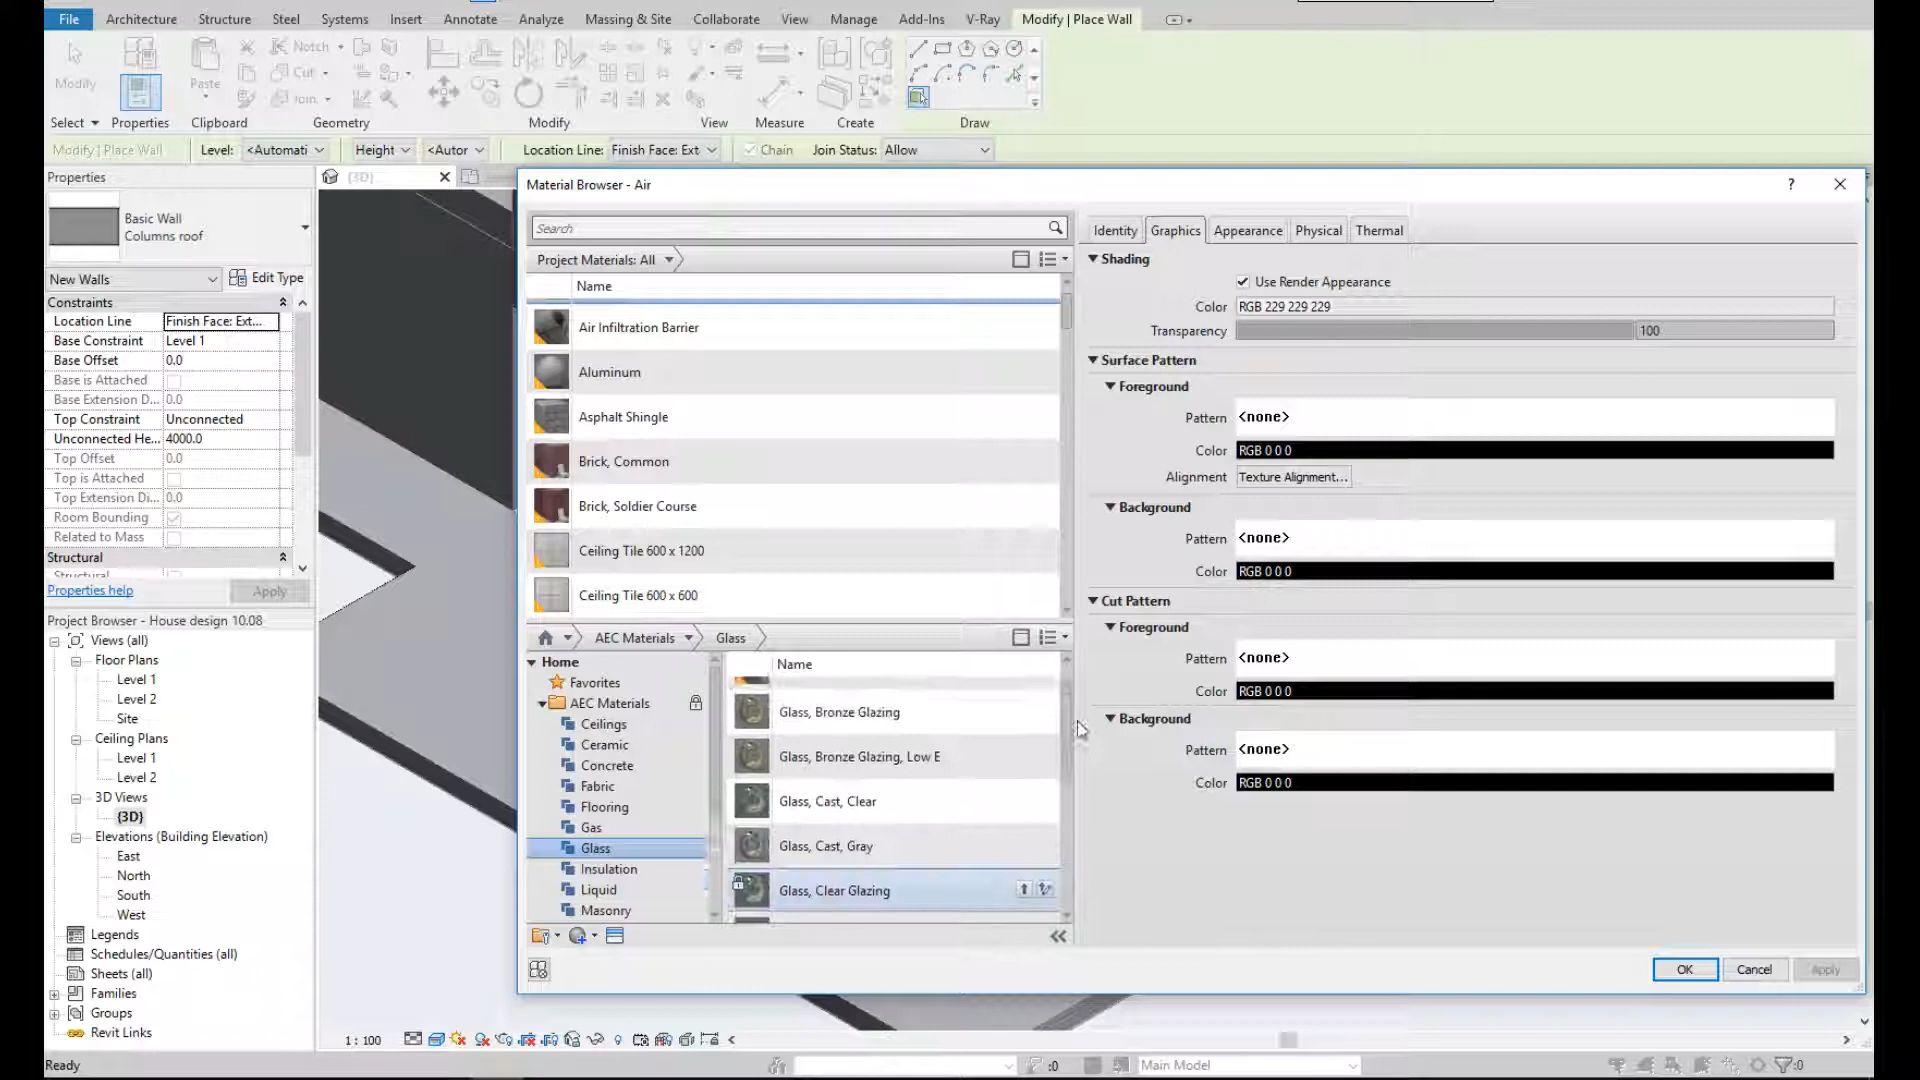 File Architecture Structure Steel Systems Insert Annotate Analyze Massing & Site Collaborate View Manage Add-Ins V-Ray Modify | Place Wall
Modify Notch Cut Join Paste
Select Properties Clipboard Geometry Modify View Measure Create Draw
Modify | Place Wall Level: <Automati Height <Autor Location Line: Finish Face: Ext Chain Join Status: Allow
Properties
{3D}
Basic Wall
Columns roof
New Walls Edit Type
Constraints
Location Line Finish Face: Ext...
Base Constraint Level 1
Base Offset 0.0
Base is Attached
Base Extension D... 0.0
Top Constraint Unconnected
Unconnected He... 4000.0
Top Offset 0.0
Top is Attached
Top Extension Di... 0.0
Room Bounding
Related to Mass
Structural
Structural
Properties help Apply
Project Browser - House design 10.08
Views (all)
Floor Plans
Level 1
Level 2
Site
Ceiling Plans
Level 1
Level 2
3D Views
{3D}
Elevations (Building Elevation)
East
North
South
West
Legends
Schedules/Quantities (all)
Sheets (all)
Families
Groups
Revit Links
Material Browser - Air
?
Search
Project Materials: All
Name
Air Infiltration Barrier
Aluminum
Asphalt Shingle
Brick, Common
Brick, Soldier Course
Ceiling Tile 600 x 1200
Ceiling Tile 600 x 600
AEC Materials Glass
Home
Favorites
AEC Materials
Ceilings
Ceramic
Concrete
Fabric
Flooring
Gas
Glass
Insulation
Liquid
Masonry
Name
Glass, Bronze Glazing
Glass, Bronze Glazing, Low E
Glass, Cast, Clear
Glass, Cast, Gray
Glass, Clear Glazing
Identity Graphics Appearance Physical Thermal
Shading
Use Render Appearance
Color RGB 229 229 229
Transparency 100
Surface Pattern
Foreground
Pattern <none>
Color RGB 0 0 0
Alignment Texture Alignment...
Background
Pattern <none>
Color RGB 0 0 0
Cut Pattern
Foreground
Pattern <none>
Color RGB 0 0 0
Background
Pattern <none>
Color RGB 0 0 0
OK Cancel Apply
1 : 100
Ready :0 Main Model :0